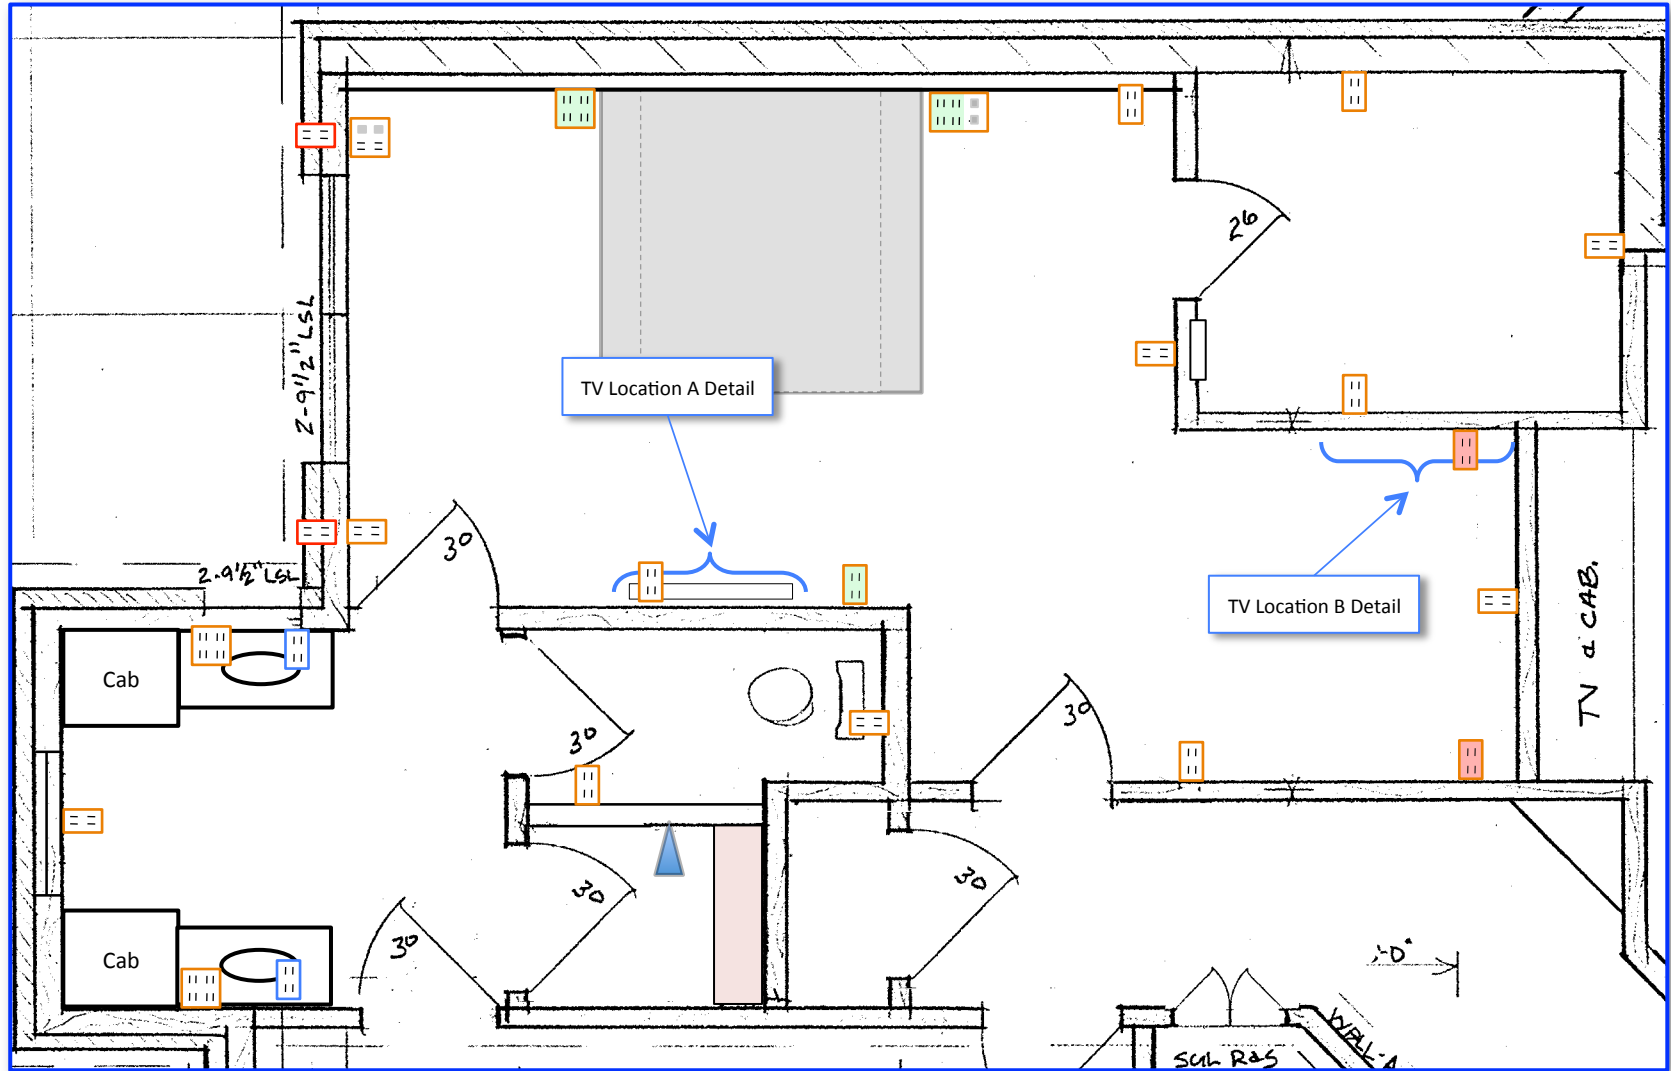 26
2-9½" LSL
TV Location A Detail
30
2-9½" LSL
TV Location B Detail
TV & CAB.
Cab
30
30
30
30
30
Cab
WALL-A